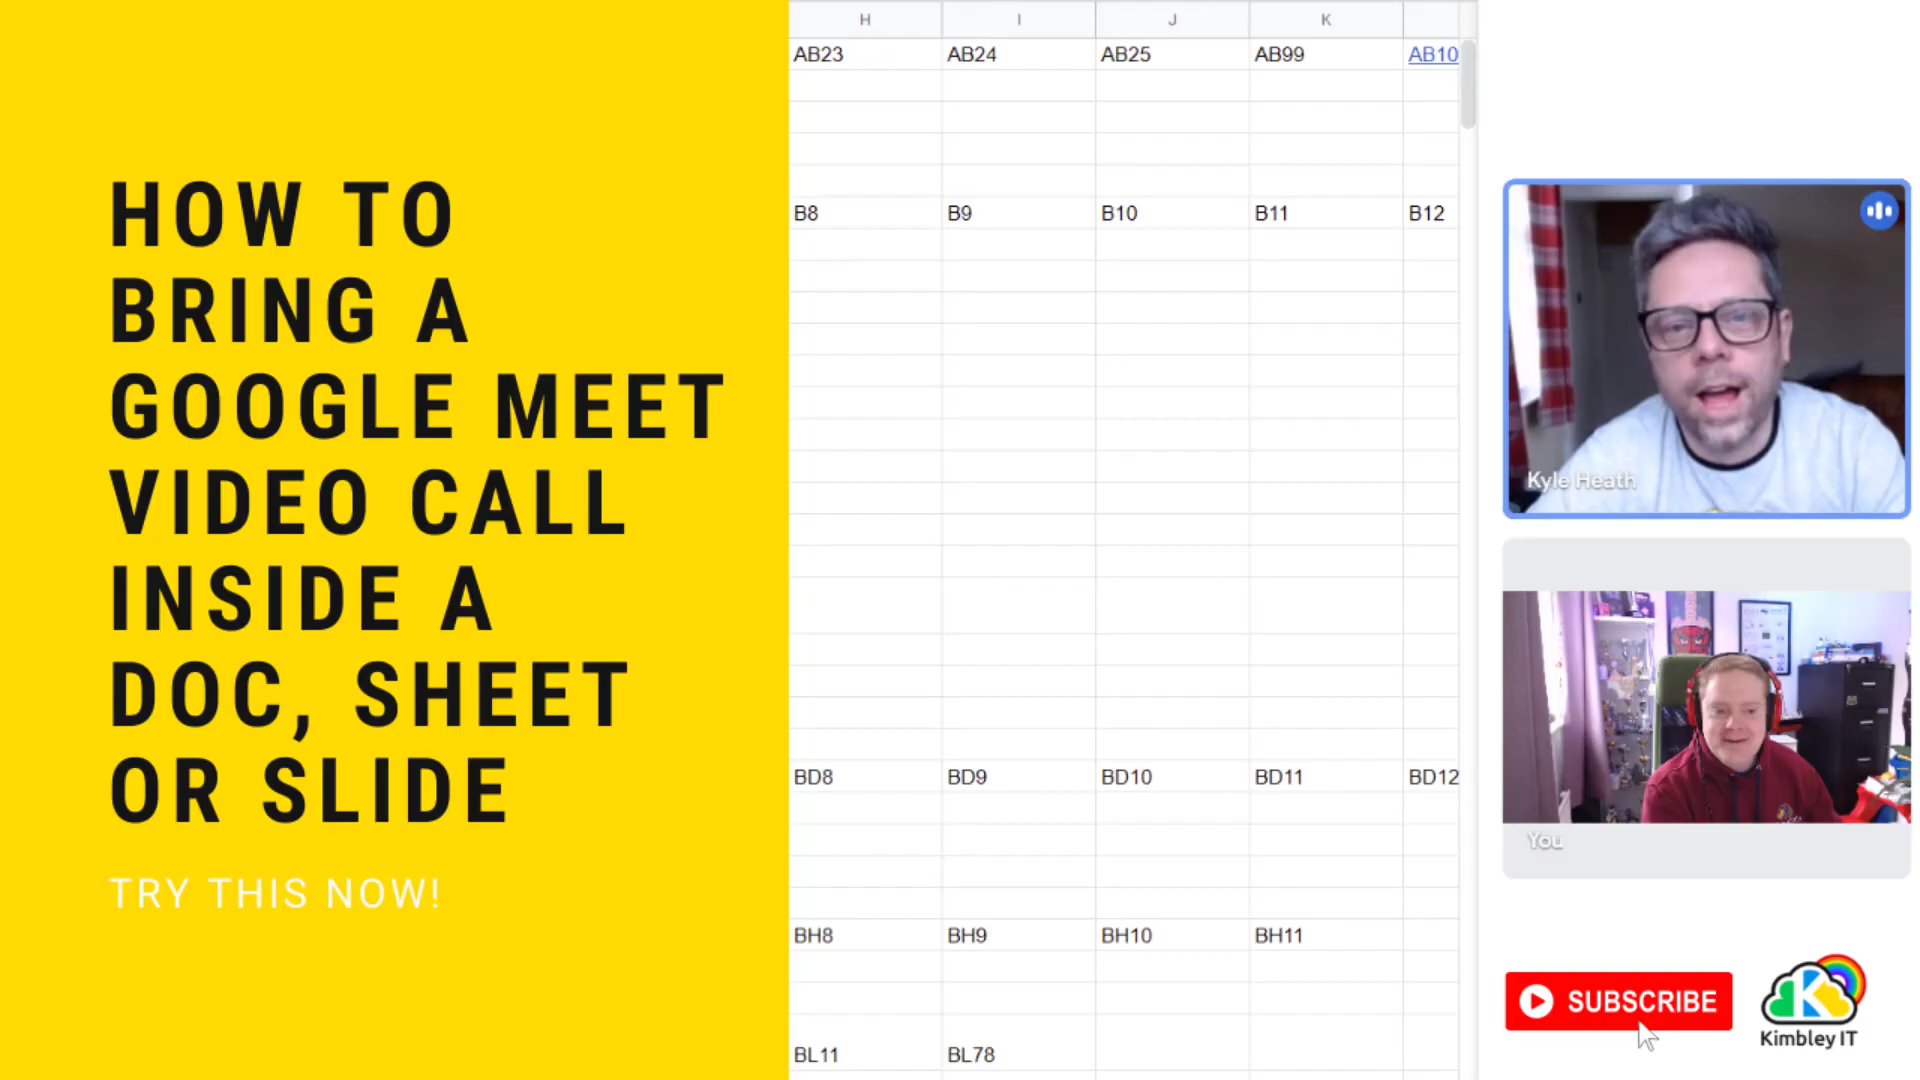 HOW TO
BRING A
GOOGLE MEET
VIDEO CALL
INSIDE A
DOC, SHEET
OR SLIDE
TRY THIS NOW!
H I J K
AB23 AB24 AB25 AB99 AB10
B8 B9 B10 B11 B12
BD8 BD9 BD10 BD11 BD12
BH8 BH9 BH10 BH11
BL11 BL78
Kyle Heath
You
SUBSCRIBE
K
Kimbley IT